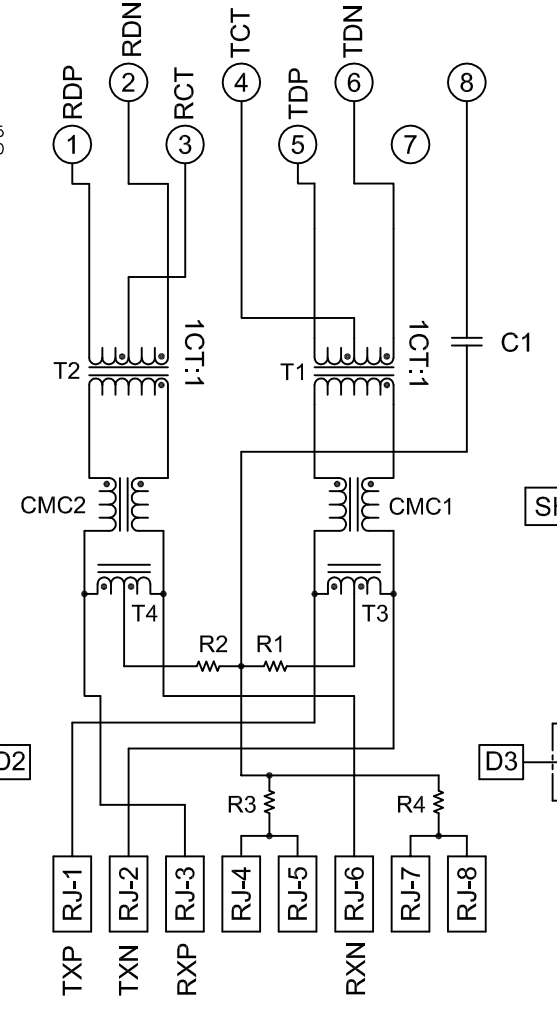 RDP
RDN
RCT
TCT
TDP
TDN
1
2
3
4
5
6
7
8
T2
1CT:1
T1
1CT:1
C1
CMC2
CMC1
T4
T3
R2
R1
D2
D3
R3
R4
RJ-1
RJ-2
RJ-3
RJ-4
RJ-5
RJ-6
RJ-7
RJ-8
TXP
TXN
RXP
RXN